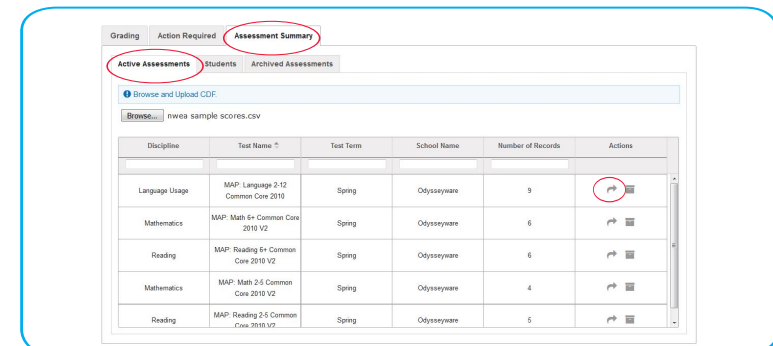 Grading Action Required Assessment Summary
Active Assessments Students Archived Assessments
Browse and Upload CDF.
Browse... nwea sample scores.csv
Discipline Test Name Test Term School Name Number of Records Actions
Language Usage MAP: Language 2-12 Common Core 2010 Spring Odysseyware 9
Mathematics MAP: Math 6+ Common Core 2010 V2 Spring Odysseyware 6
Reading MAP: Reading 6+ Common Core 2010 V2 Spring Odysseyware 6
Mathematics MAP: Math 2-5 Common Core 2010 V2 Spring Odysseyware 4
Reading MAP: Reading 2-5 Common Core 2010 V2 Spring Odysseyware 5